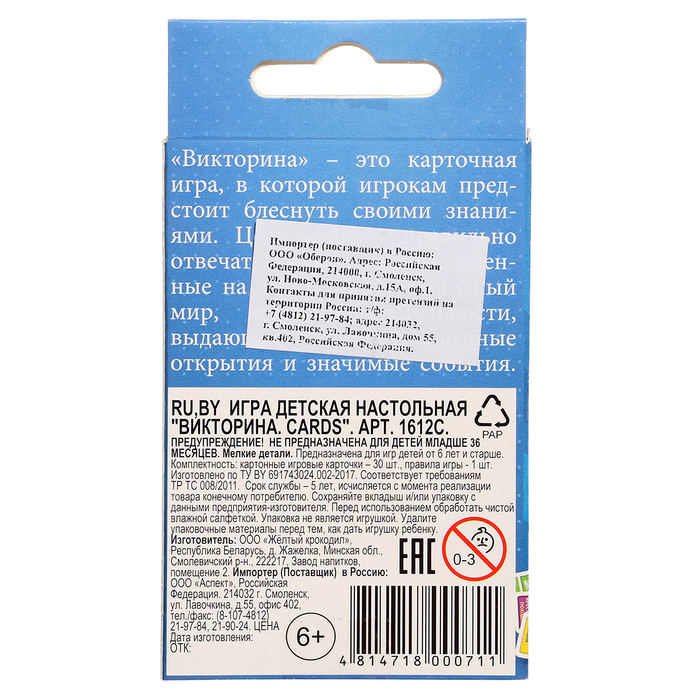 «Викторина» – это карточная
игра, в которой игрокам пред-
стоит блеснуть своими знани-
ями.
отвечат
ен-
ные на
мир,
выдающ
открытия и значимые события.
Импортер (поставщик) в Россию:
ООО «Оберон». Адрес: Российская
Федерация, 214000, г. Смоленск,
ул. Ново-Московская, д.15А, оф.1.
Контакты для принятия претензий на
территории России: т/ф:
+7 (4812) 21-97-84; адрес 214032,
г. Смоленск, ул. Лавочкина, дом 55,
кв.402, Российская Федерация.
RU,BY ИГРА ДЕТСКАЯ НАСТОЛЬНАЯ
"ВИКТОРИНА. CARDS". АРТ. 1612С.
PAP
ПРЕДУПРЕЖДЕНИЕ! НЕ ПРЕДНАЗНАЧЕНА ДЛЯ ДЕТЕЙ МЛАДШЕ 36
МЕСЯЦЕВ. Мелкие детали. Предназначена для игр детей от 6 лет и старше.
Комплектность: картонные игровые карточки – 30 шт., правила игры - 1 шт.
Изготовлено по ТУ BY 691743024.002-2017. Соответствует требованиям
ТР ТС 008/2011. Срок службы – 5 лет, исчисляется с момента реализации
товара конечному потребителю. Сохраняйте вкладыш и/или упаковку с
данными предприятия-изготовителя. Перед использованием обработать чистой
влажной салфеткой. Упаковка не является игрушкой. Удалите
упаковочные материалы перед тем, как дать игрушку ребенку.
Изготовитель: ООО «Жёлтый крокодил»,
Республика Беларусь, д. Жажелка, Минская обл.,
Смолевичский р-н., 222217, Завод напитков,
помещение 2. Импортер (Поставщик) в Россию:
ООО «Аспект», Российская
Федерация. 214032 г. Смоленск,
ул. Лавочкина, д.55, офис 402,
тел./факс: (8-107-4812)
21-97-84, 21-90-24. ЦЕНА
Дата изготовления:
ОТК:
EAC
0-3
6+
4 814718 000711